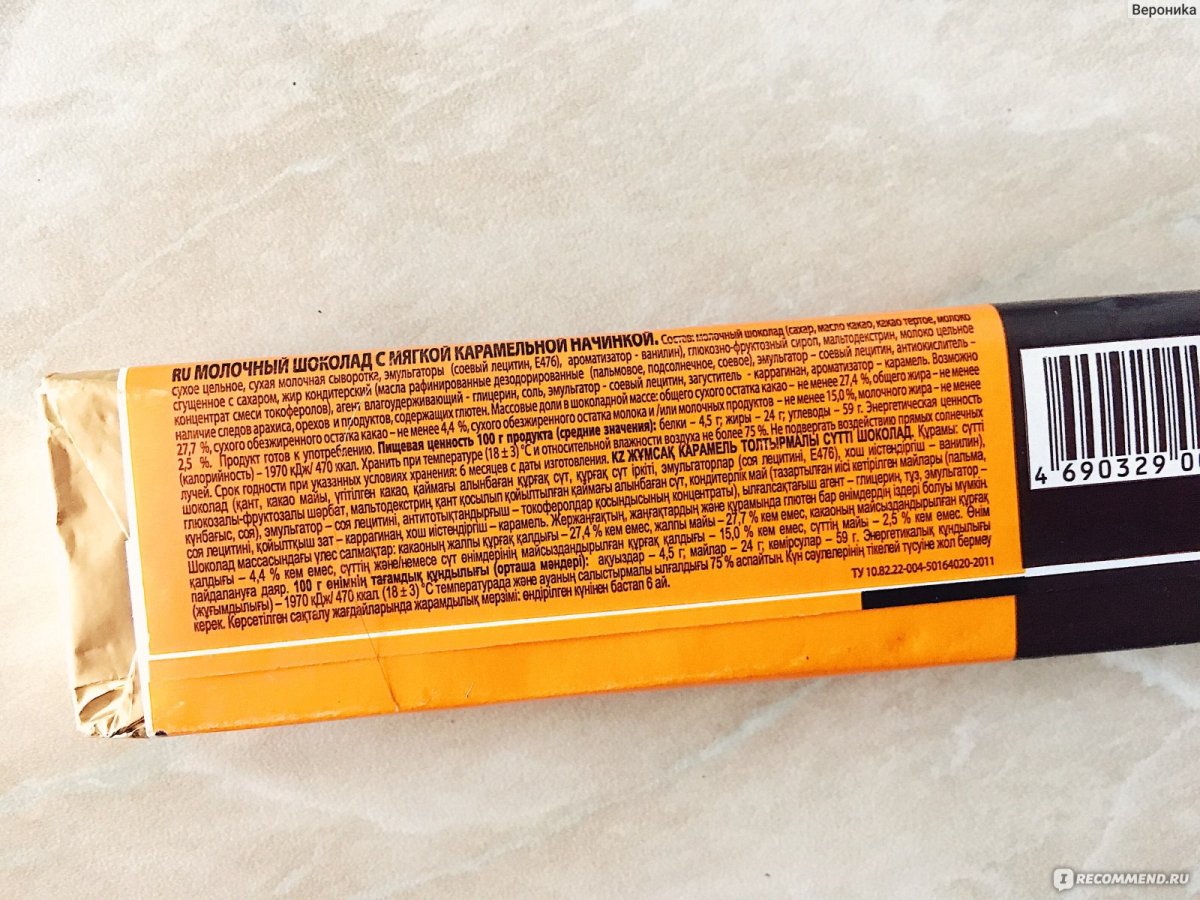 Вероника
RU МОЛОЧНЫЙ ШОКОЛАД С МЯГКОЙ КАРАМЕЛЬНОЙ НАЧИНКОЙ. Состав: молочный шоколад (сахар, масло какао, какао тертое, молоко
сухое цельное, сухая молочная сыворотка, эмульгаторы (соевый лецитин, Е476), ароматизатор - ванилин), глюкозно-фруктозный сироп, мальтодекстрин, молоко цельное
сгущенное с сахаром, жир кондитерский (масла рафинированные дезодорированные (пальмовое, подсолнечное, соевое), эмульгатор – соевый лецитин, антиокислитель –
концентрат смеси токоферолов), агент влагоудерживающий - глицерин, соль, эмульгатор - соевый лецитин, загуститель - каррагинан, ароматизатор – карамель. Возможно
наличие следов арахиса, орехов и продуктов, содержащих глютен. Массовые доли в шоколадной массе: общего сухого остатка какао – не менее 27,4 %, общего жира - не менее
27,7 %, сухого обезжиренного остатка какао – не менее 4,4 %, сухого обезжиренного остатка молока и /или молочных продуктов – не менее 15,0 %, молочного жира - не менее
2,5 %. Продукт готов к употреблению. Пищевая ценность 100 г продукта (средние значения): белки – 4,5 г; жиры – 24 г; углеводы – 59 г. Энергетическая ценность
(калорийность) – 1970 кДж/ 470 ккал. Хранить при температуре (18 ± 3) °С и относительной влажности воздуха не более 75 %. Не подвергать воздействию прямых солнечных
лучей. Срок годности при указанных условиях хранения: 6 месяцев с даты изготовления. KZ ЖҰМСАҚ КАРАМЕЛЬ ТОЛТЫРМАЛЫ СҮТТІ ШОКОЛАД. Құрамы: сүтті
шоколад (қант, какао майы, үгітілген какао, қаймағы алынбаған құрғақ сүт, құрғақ сүт іркіті, эмульгаторлар (соя лецитині, Е476), хош иістендіргіш – ванилин),
глюкозалы-фруктозалы шәрбат, мальтодекстрин, қант қосылып қойылтылған қаймағы алынбаған сүт, кондитерлік май (тазартылған иісі кетірілген майлары (пальма,
күнбағыс, соя), эмульгатор – соя лецитині, антитотықтандырғыш – токоферолдар қосындысының концентраты), ылғалсақтағыш агент – глицерин, тұз, эмульгатор –
соя лецитині, қойылтқыш зат – каррагинан, хош иістендіргіш – карамель. Жержаңғақтың, жаңғақтардың және құрамында глютен бар өнімдердің іздері болуы мүмкін.
Шоколад массасындағы үлес салмақтар: какаоның жалпы құрғақ қалдығы – 27,4 % кем емес, жалпы майы – 27,7 % кем емес, какаоның майсыздандырылған құрғақ
қалдығы – 4,4 % кем емес, сүттің және/немесе сүт өнімдерінің майсыздандырылған құрғақ қалдығы – 15,0 % кем емес, сүттің майы – 2,5 % кем емес. Өнім
пайдалануға даяр. 100 г өнімнің тағамдық құндылығы (орташа мәндері): ақуыздар – 4,5 г; майлар – 24 г; көмірсулар – 59 г. Энергетикалық құндылығы
(жұғымдылығы) – 1970 кДж/ 470 ккал. (18 ± 3) °С температурада және ауаның салыстырмалы ылғалдығы 75 % аспайтын. Күн сәулелерінің тікелей түсуіне жол бермеу
керек. Көрсетілген сақталу жағдайларында жарамдылық мерзімі: өндірілген күнінен бастап 6 ай.
ТУ 10.82.22-004-50164020-2011
4 690329 0
IRECOMMEND.RU